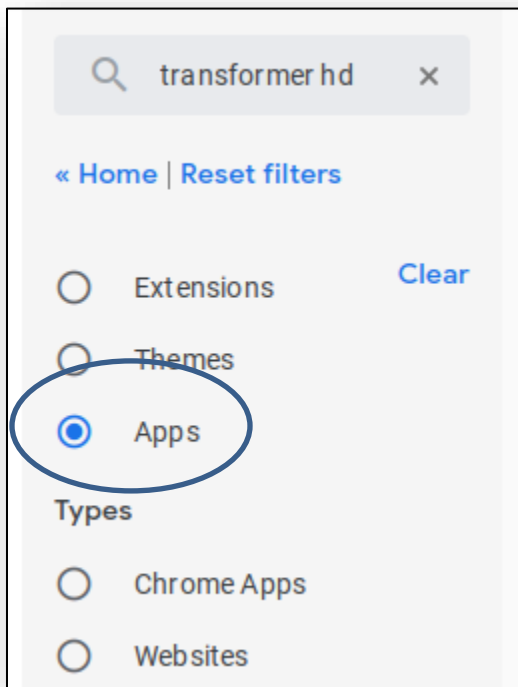 transformer hd ×
« Home | Reset filters
Clear
Extensions
Themes
Apps
Types
Chrome Apps
Websites